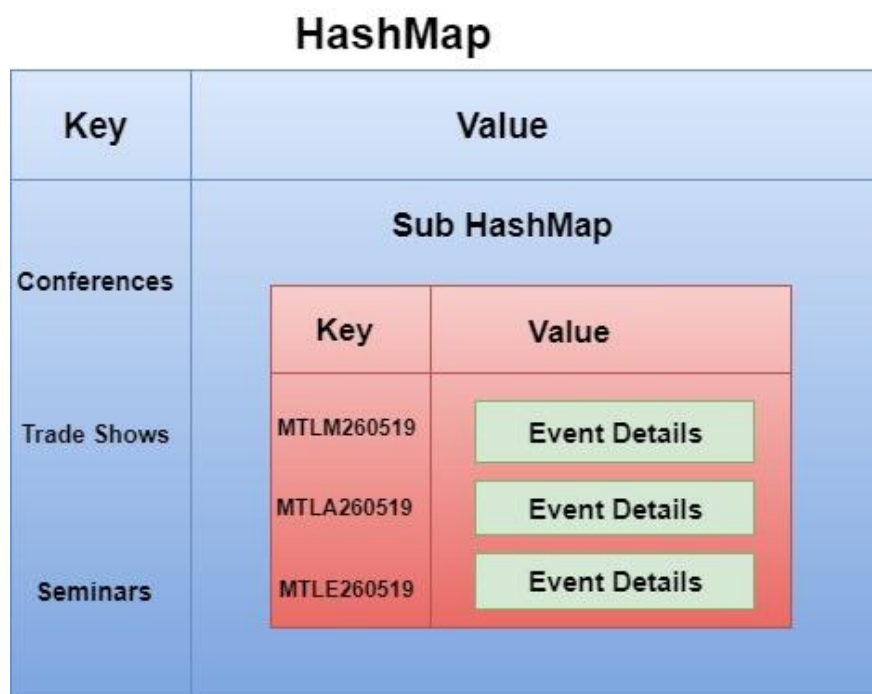 HashMap
Key Value
Sub HashMap
Conferences
Key Value
MTLM260519 Event Details
Trade Shows
MTLA260519 Event Details
Seminars
MTLE260519 Event Details